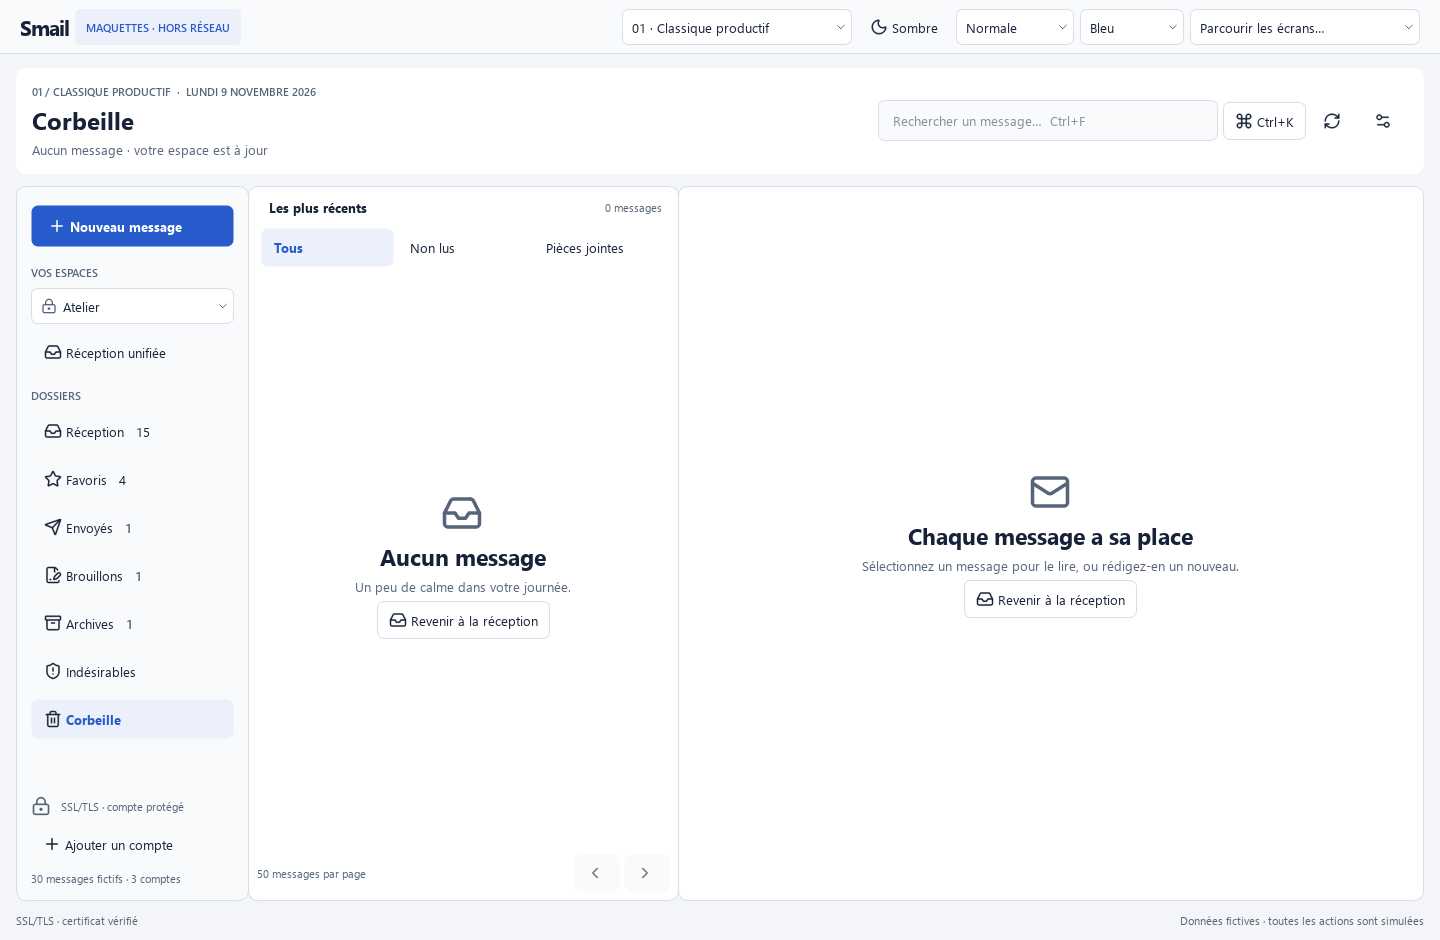 Smail
MAQUETTES · HORS RÉSEAU
01 · Classique productif
Sombre
Normale
Bleu
Parcourir les écrans...
01 / CLASSIQUE PRODUCTIF · LUNDI 9 NOVEMBRE 2026
Corbeille
Aucun message · votre espace est à jour
Rechercher un message... Ctrl+F
Ctrl+K
Nouveau message
VOS ESPACES
Atelier
Réception unifiée
DOSSIERS
Réception 15
Favoris 4
Envoyés 1
Brouillons 1
Archives 1
Indésirables
Corbeille
SSL/TLS · compte protégé
Ajouter un compte
30 messages fictifs · 3 comptes
Les plus récents
0 messages
Tous
Non lus
Pièces jointes
Aucun message
Un peu de calme dans votre journée.
Revenir à la réception
50 messages par page
Chaque message a sa place
Sélectionnez un message pour le lire, ou rédigez-en un nouveau.
Revenir à la réception
SSL/TLS · certificat vérifié
Données fictives · toutes les actions sont simulées